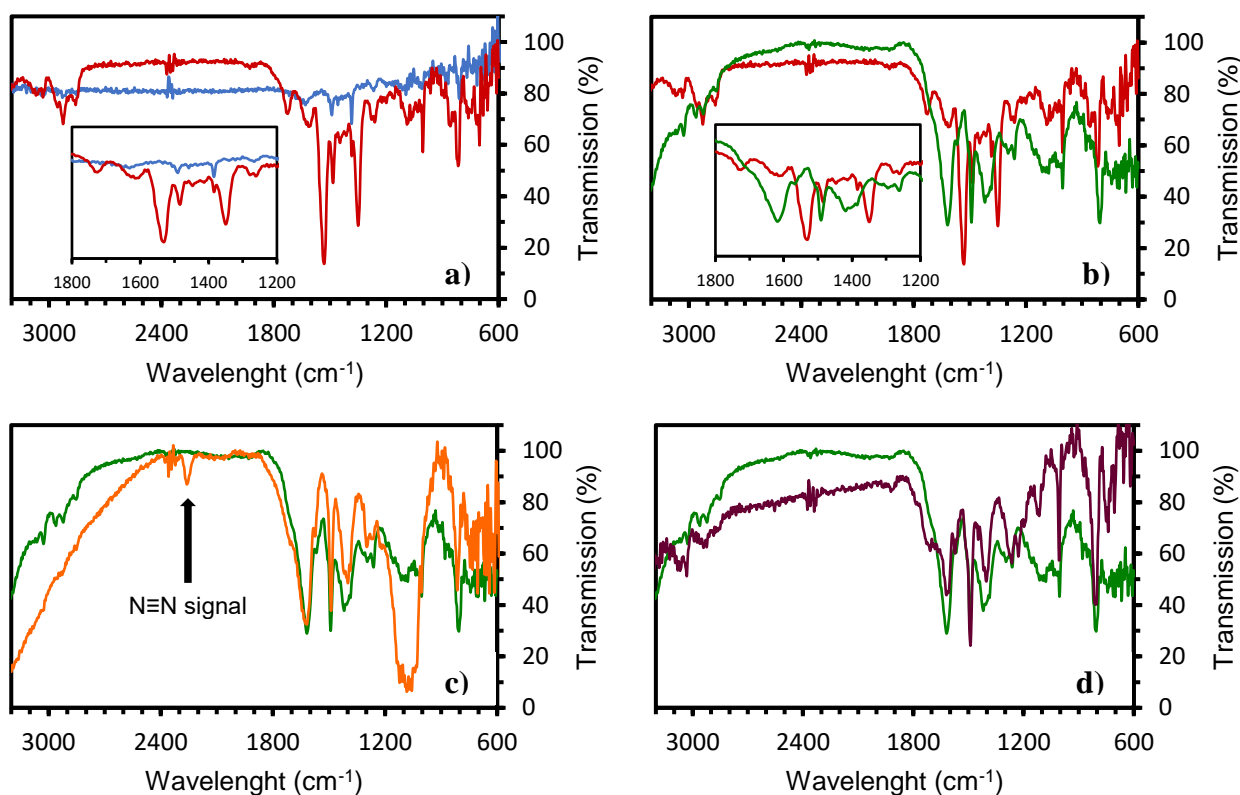 100
80
60
40
20
0
Transmission (%)
1800 1600 1400 1200
a)
3000 2400 1800 1200 600
Wavelenght (cm-1)
100
80
60
40
20
0
Transmission (%)
1800 1600 1400 1200
b)
3000 2400 1800 1200 600
Wavelenght (cm-1)
100
80
60
40
20
0
Transmission (%)
N≡N signal
c)
3000 2400 1800 1200 600
Wavelenght (cm-1)
100
80
60
40
20
0
Transmission (%)
d)
3000 2400 1800 1200 600
Wavelenght (cm-1)